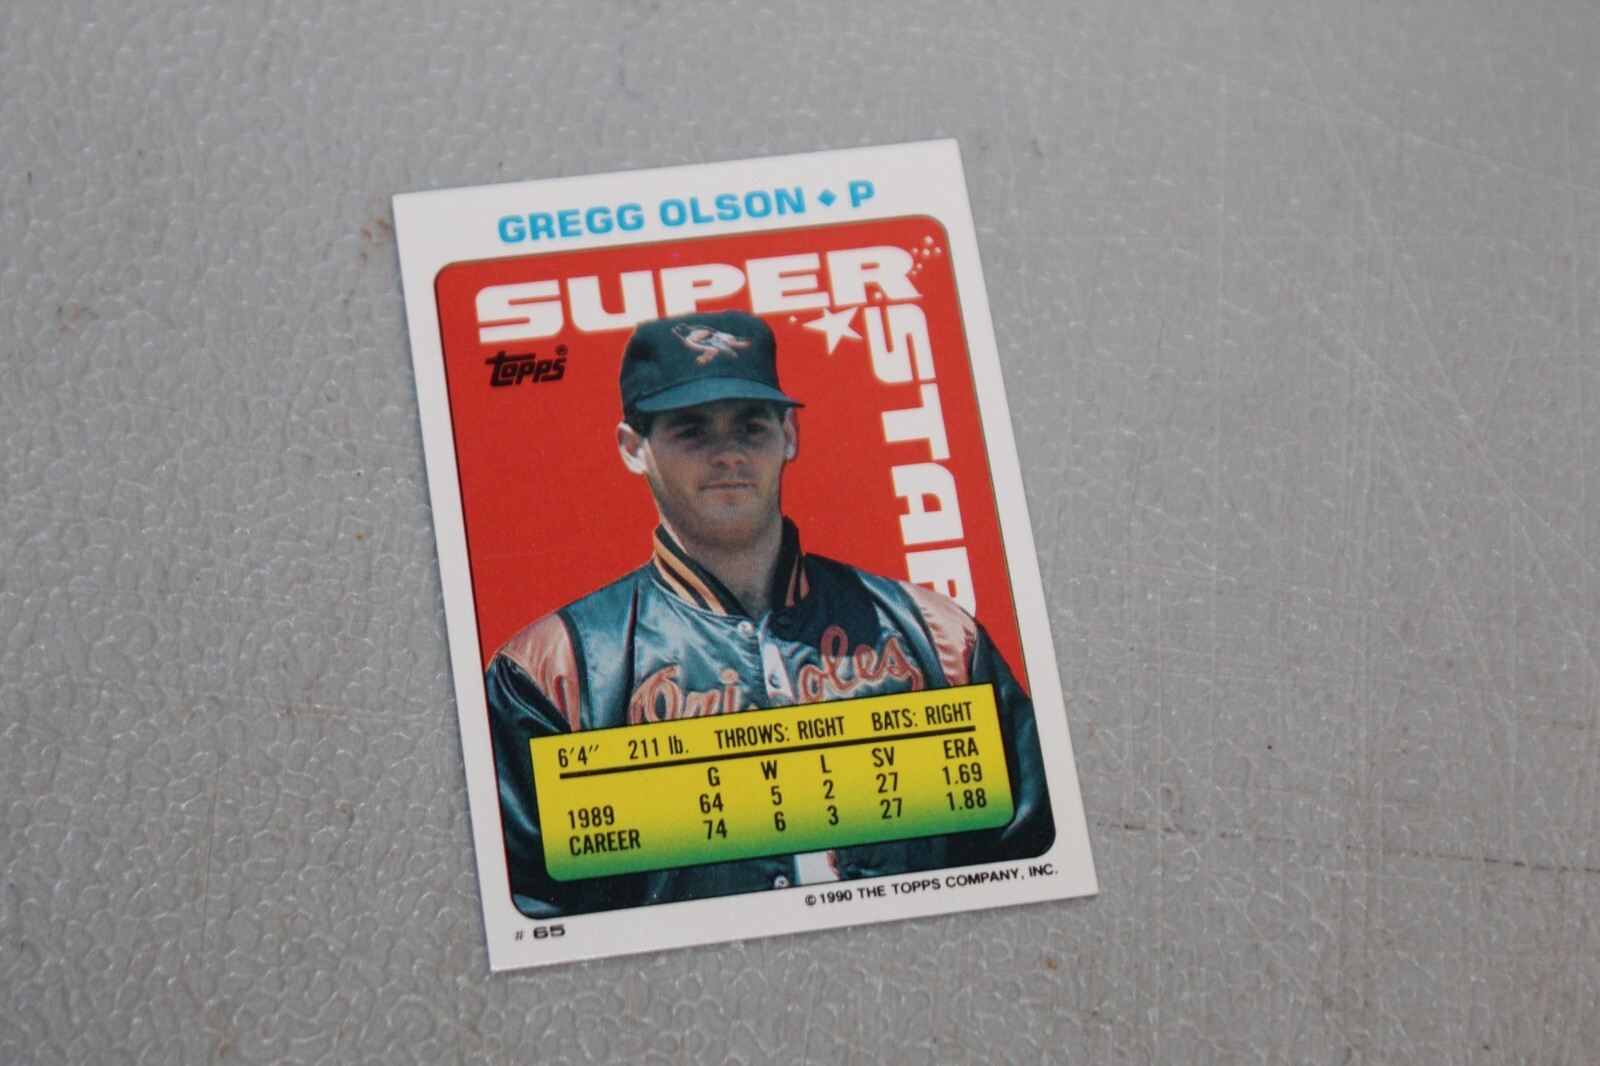 GREGG OLSON ♦ P
SUPER
STAR
topps®
Orioles
6'4" 211 lb. THROWS: RIGHT BATS: RIGHT
G W L SV ERA
1989 64 5 2 27 1.69
CAREER 74 6 3 27 1.88
©1990 THE TOPPS COMPANY, INC.
# 65